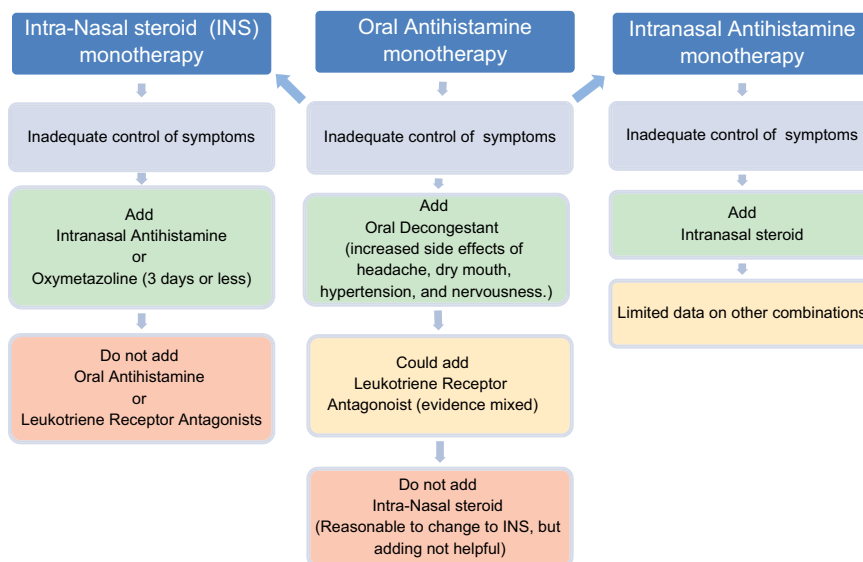 Intra-Nasal steroid (INS)
monotherapy
Inadequate control of symptoms
Add
Intranasal Antihistamine
or
Oxymetazoline (3 days or less)
Do not add
Oral Antihistamine
or
Leukotriene Receptor Antagonists
Oral Antihistamine
monotherapy
Inadequate control of symptoms
Add
Oral Decongestant
(increased side effects of
headache, dry mouth,
hypertension, and nervousness.)
Could add
Leukotriene Receptor
Antagonoist (evidence mixed)
Do not add
Intra-Nasal steroid
(Reasonable to change to INS, but
adding not helpful)
Intranasal Antihistamine
monotherapy
Inadequate control of symptoms
Add
Intranasal steroid
Limited data on other combinations